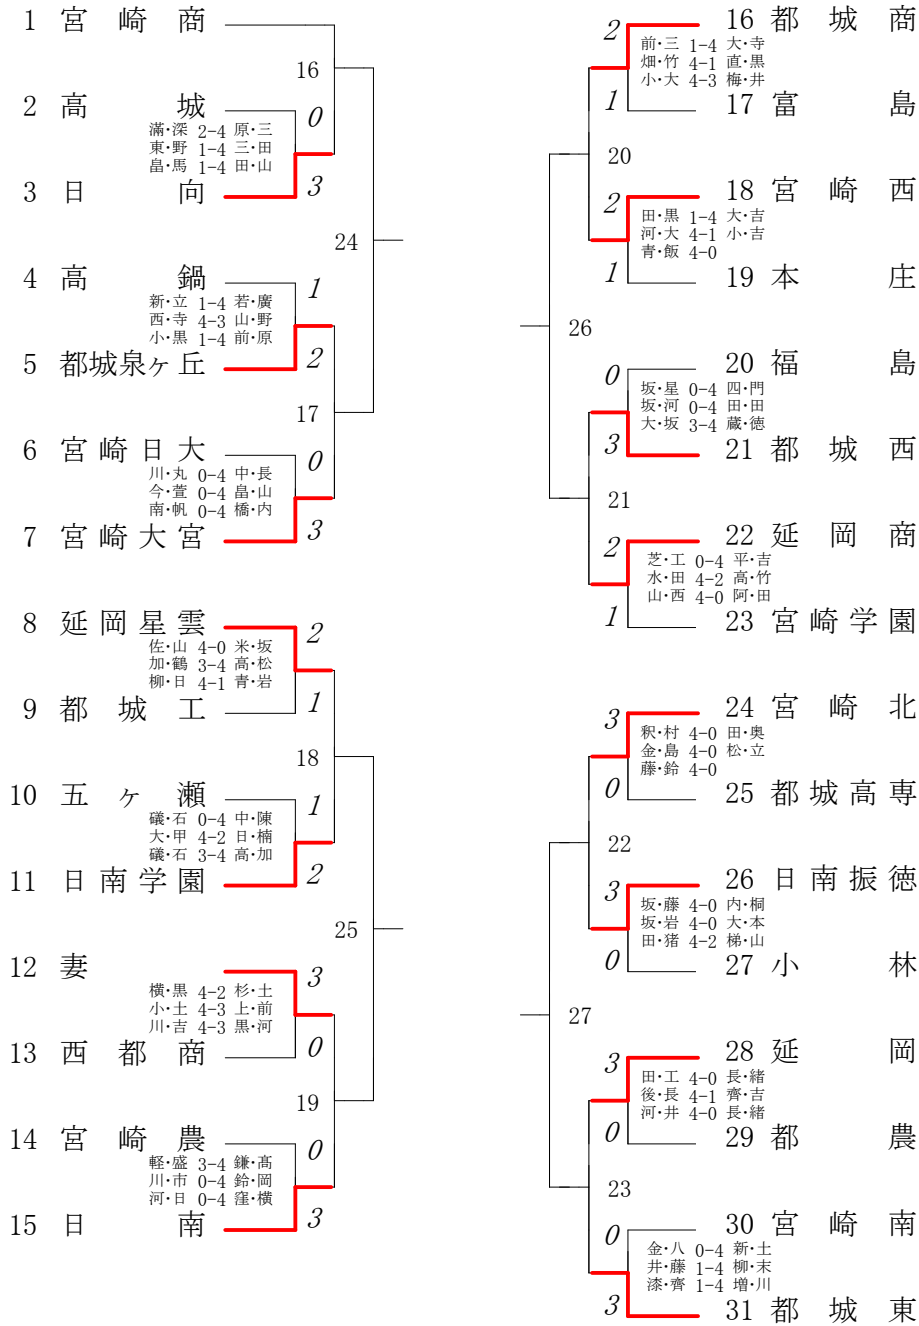 1 宮崎商
16
2 高城
0
満・深 2-4 原・三
東・野 1-4 三・田
畠・馬 1-4 田・山
3 日向
3
24
4 高鍋
1
新・立 1-4 若・廣
西・寺 4-3 山・野
小・黒 1-4 前・原
5 都城泉ヶ丘
2
17
6 宮崎日大
0
川・丸 0-4 中・長
今・萱 0-4 畠・山
南・帆 0-4 橋・内
7 宮崎大宮
3
8 延岡星雲
2
佐・山 4-0 米・坂
加・鶴 3-4 高・松
柳・日 4-1 青・岩
9 都城工
1
18
10 五ヶ瀬
1
磯・石 0-4 中・陳
大・甲 4-2 日・楠
磯・石 3-4 高・加
11 日南学園
2
25
12 妻
3
横・黒 4-2 杉・土
小・土 4-3 上・前
川・吉 4-3 黒・河
13 西都商
0
19
14 宮崎農
0
軽・盛 3-4 鎌・髙
川・市 0-4 鈴・岡
河・日 0-4 窪・横
15 日南
3
16 都城商
2
前・三 1-4 大・寺
畑・竹 4-1 直・黒
小・大 4-3 梅・井
17 富島
1
20
18 宮崎西
2
田・黒 1-4 大・吉
河・大 4-1 小・吉
青・飯 4-0
19 本庄
1
26
20 福島
0
坂・星 0-4 四・門
坂・河 0-4 田・田
大・坂 3-4 蔵・徳
21 都城西
3
21
22 延岡商
2
芝・工 0-4 平・吉
水・田 4-2 高・竹
山・西 4-0 阿・田
23 宮崎学園
1
24 宮崎北
3
釈・村 4-0 田・奥
金・島 4-0 松・立
藤・鈴 4-0
25 都城高専
0
22
26 日南振徳
3
坂・藤 4-0 内・桐
坂・岩 4-0 大・本
田・猪 4-2 梯・山
27 小林
0
27
28 延岡
3
田・工 4-0 長・緒
後・長 4-1 齊・吉
河・井 4-0 長・緒
29 都農
0
23
30 宮崎南
0
金・八 0-4 新・土
井・藤 1-4 柳・末
漆・齊 1-4 増・川
31 都城東
3